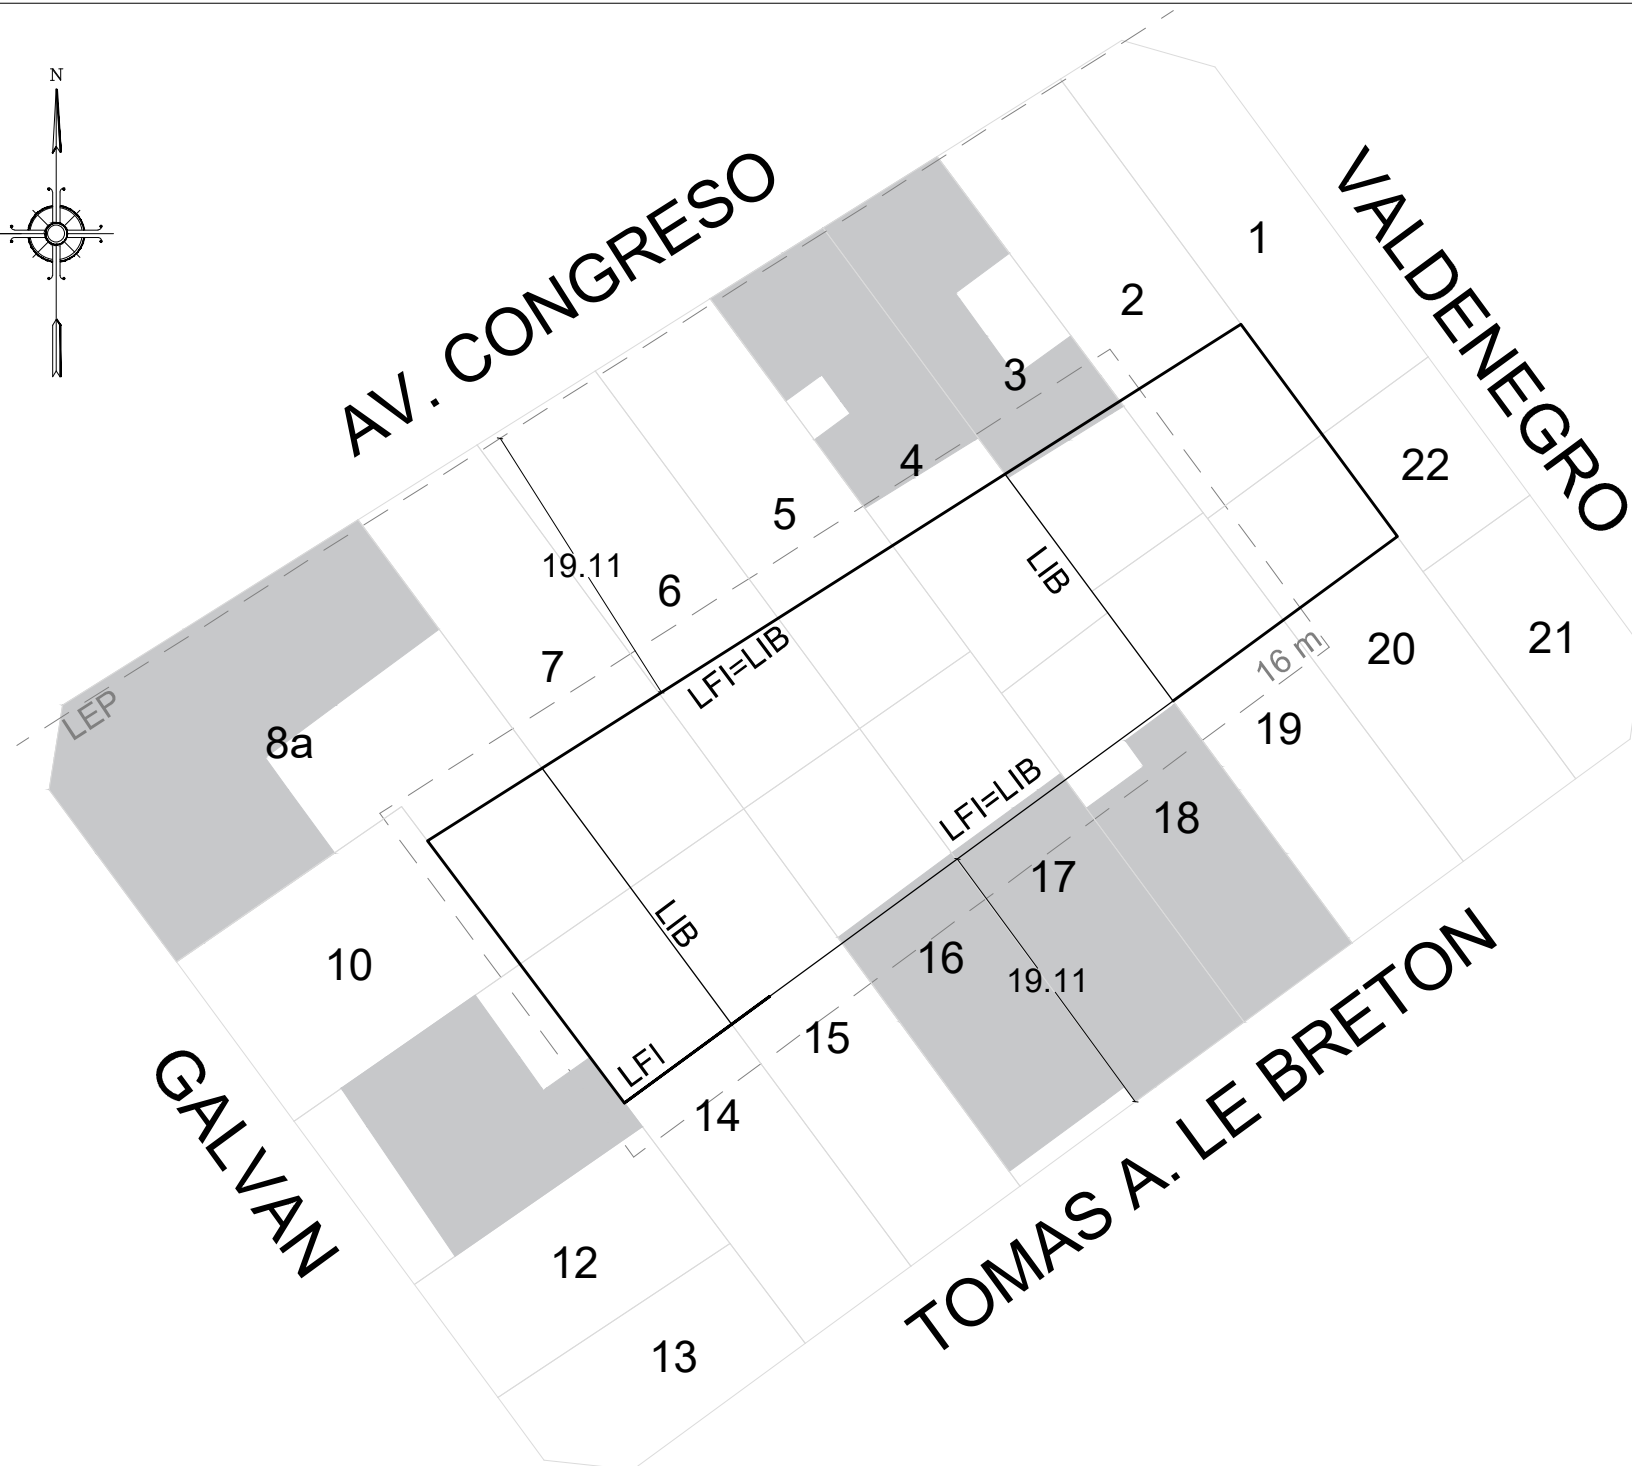 N
AV. CONGRESO
VALDENEGRO
1
2
3
4
22
5
19.11
LIB
6
21
LFI=LIB
20
7
16 m
LEP
19
8a
LFI=LIB
18
17
LIB
16
10
19.11
15
LFI
14
GALVAN
TOMAS A. LE BRETON
12
13